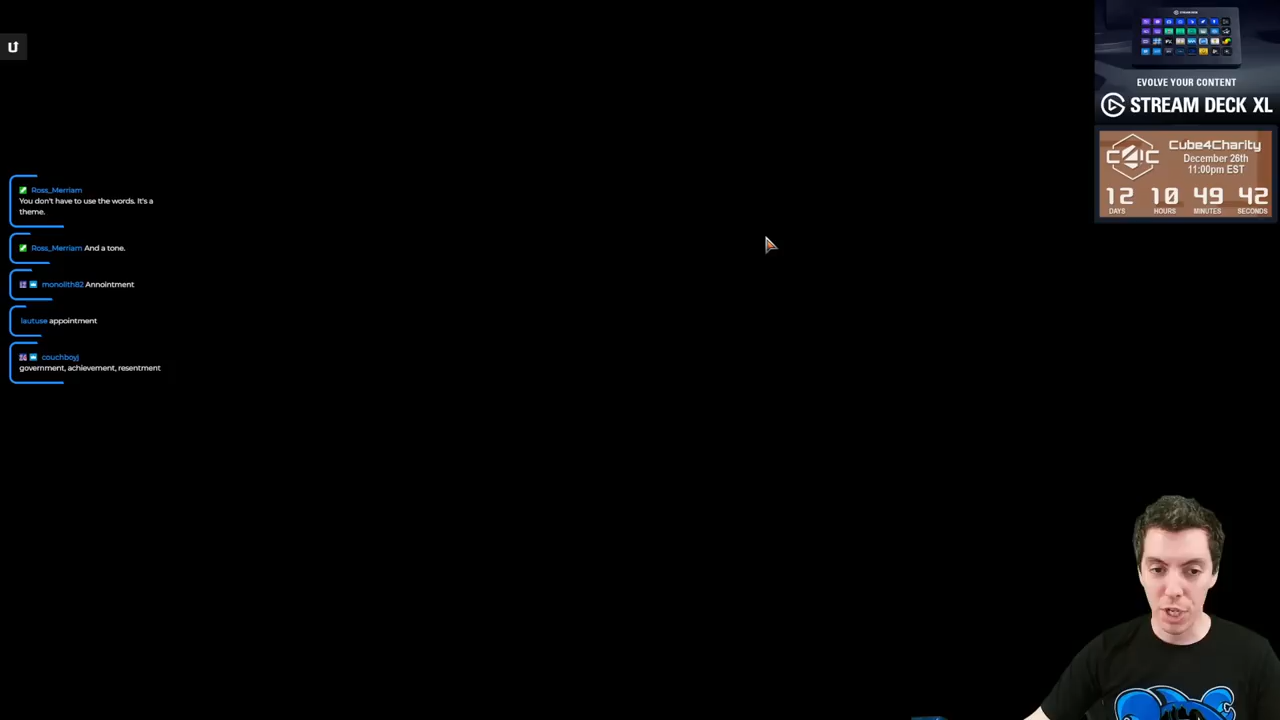 EVOLVE YOUR CONTENT
STREAM DECK XL
C4C
Cube4Charity
December 26th
11:00pm EST
12 10 49 42
DAYS HOURS MINUTES SECONDS
Ross_Merriam
You don't have to use the words. It's a
theme.
Ross_Merriam And a tone.
monolith82 Annointment
lautuse appointment
couchboyj
government, achievement, resentment